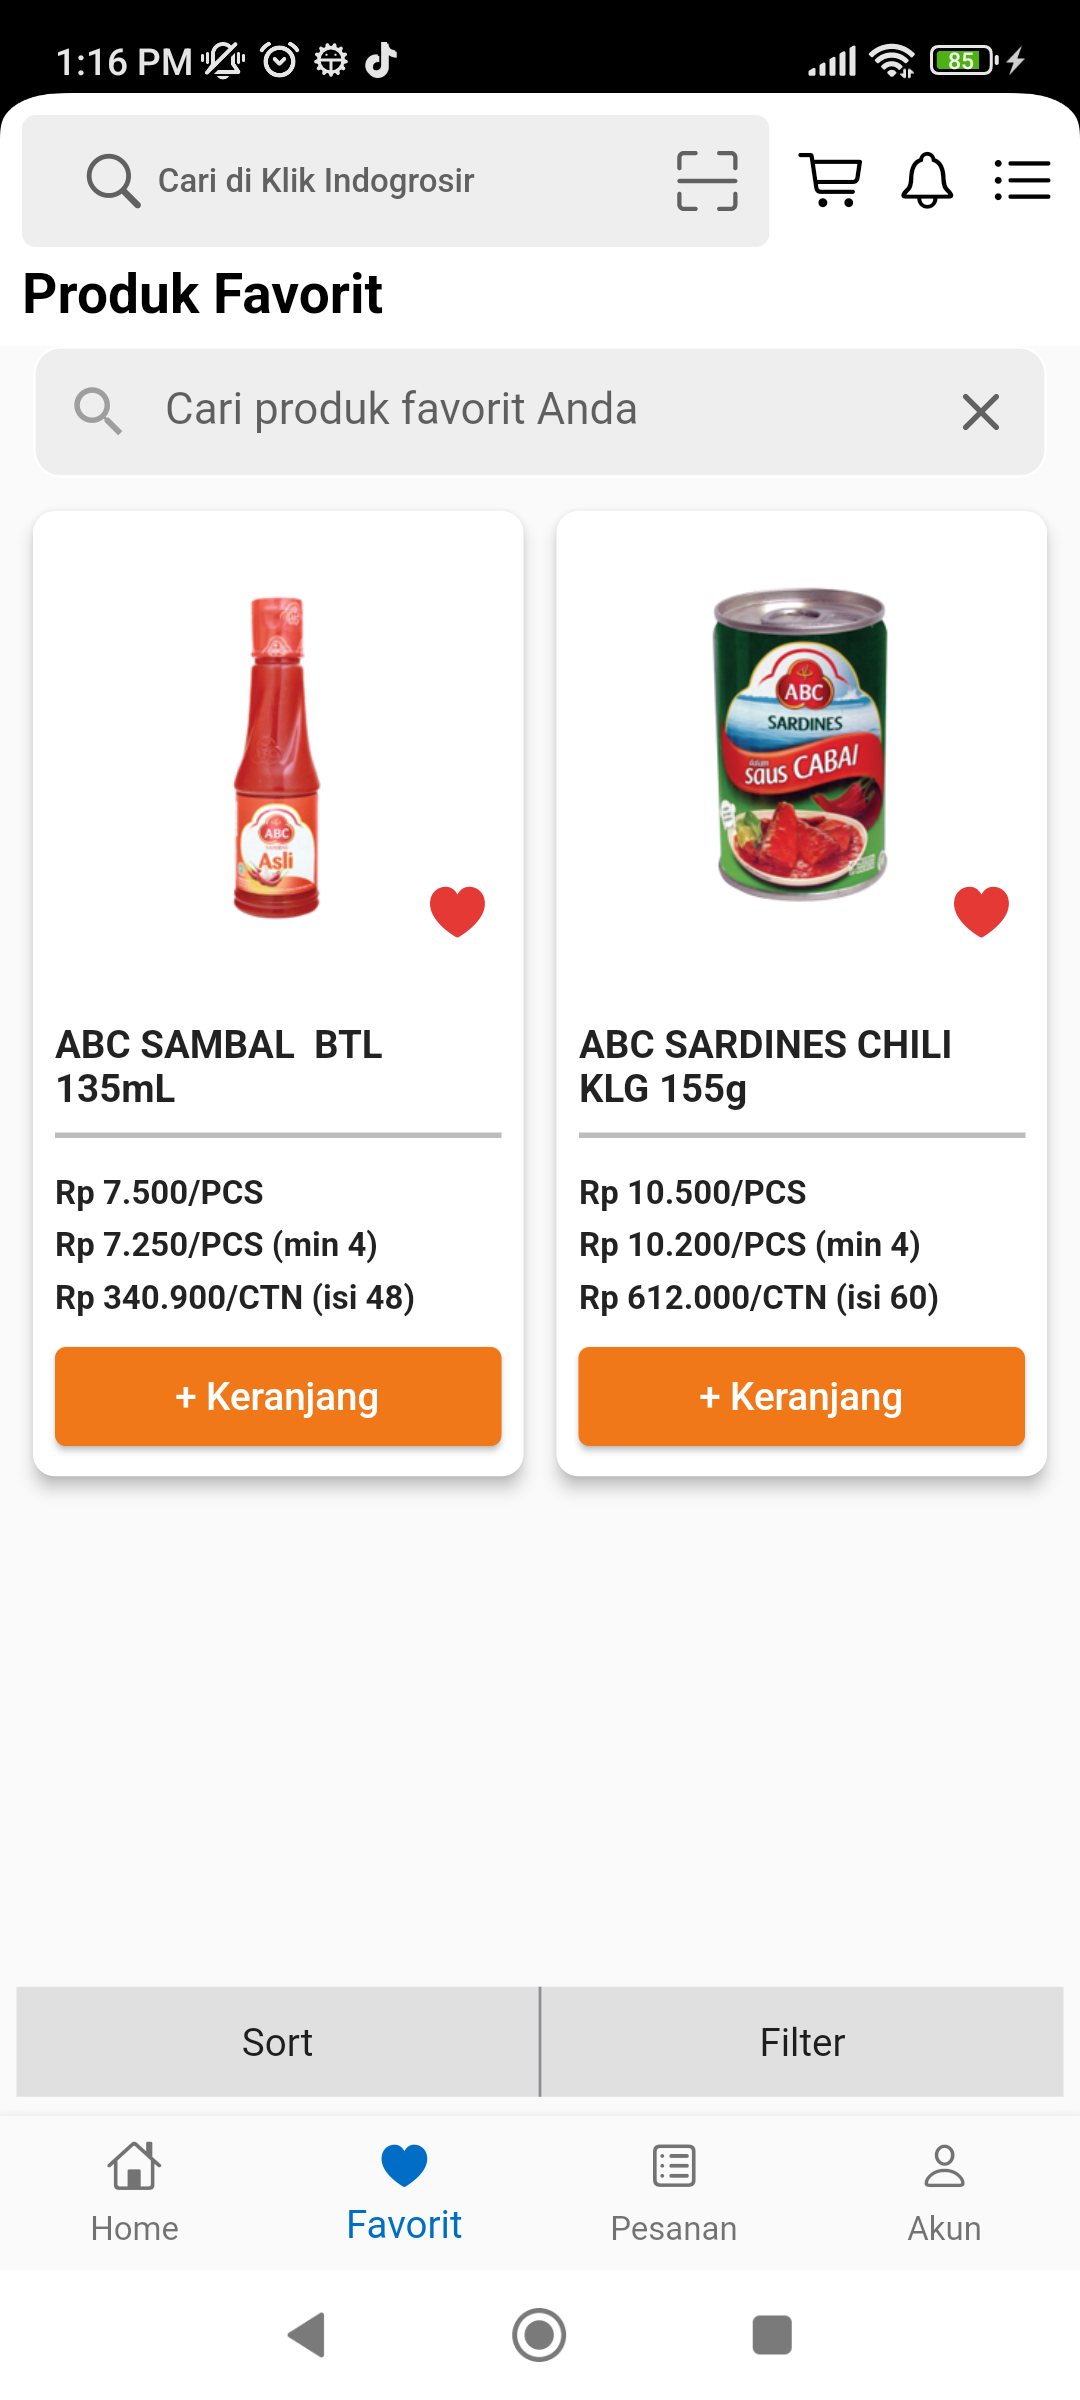 1:16 PM
85
Cari di Klik Indogrosir
Produk Favorit
Cari produk favorit Anda
ABC
Asli
ABC
SARDINES
dalam
saus CABAI
ABC SAMBAL  BTL
135mL
Rp 7.500/PCS
Rp 7.250/PCS (min 4)
Rp 340.900/CTN (isi 48)
+ Keranjang
ABC SARDINES CHILI
KLG 155g
Rp 10.500/PCS
Rp 10.200/PCS (min 4)
Rp 612.000/CTN (isi 60)
+ Keranjang
Sort
Filter
Home
Favorit
Pesanan
Akun